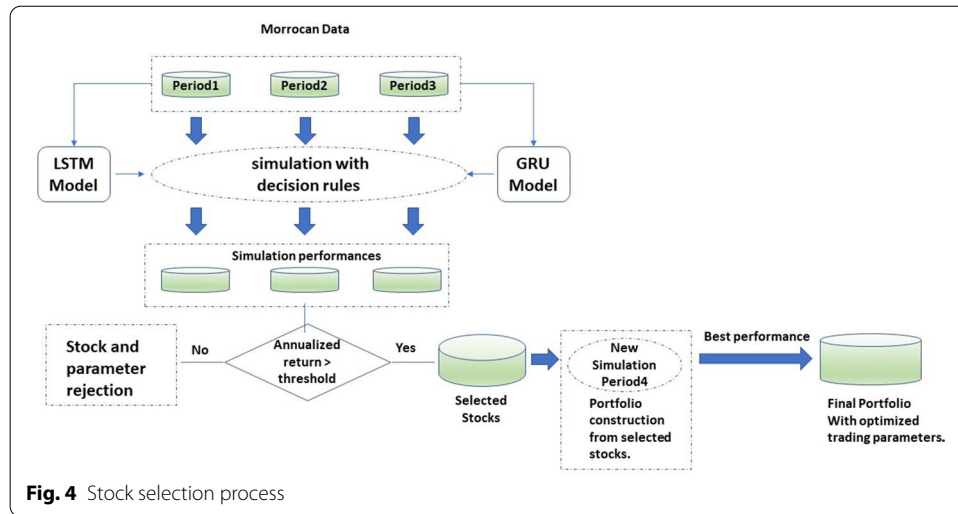 Morrocan Data
Period1
Period2
Period3
LSTM
Model
simulation with
decision rules
GRU
Model
Simulation performances
Stock and
parameter
rejection
No
Annualized
return >
threshold
Yes
Selected
Stocks
New
Simulation
Period4
Portfolio
construction
from selected
stocks.
Best performance
Final Portfolio
With optimized
trading parameters.
Fig. 4 Stock selection process